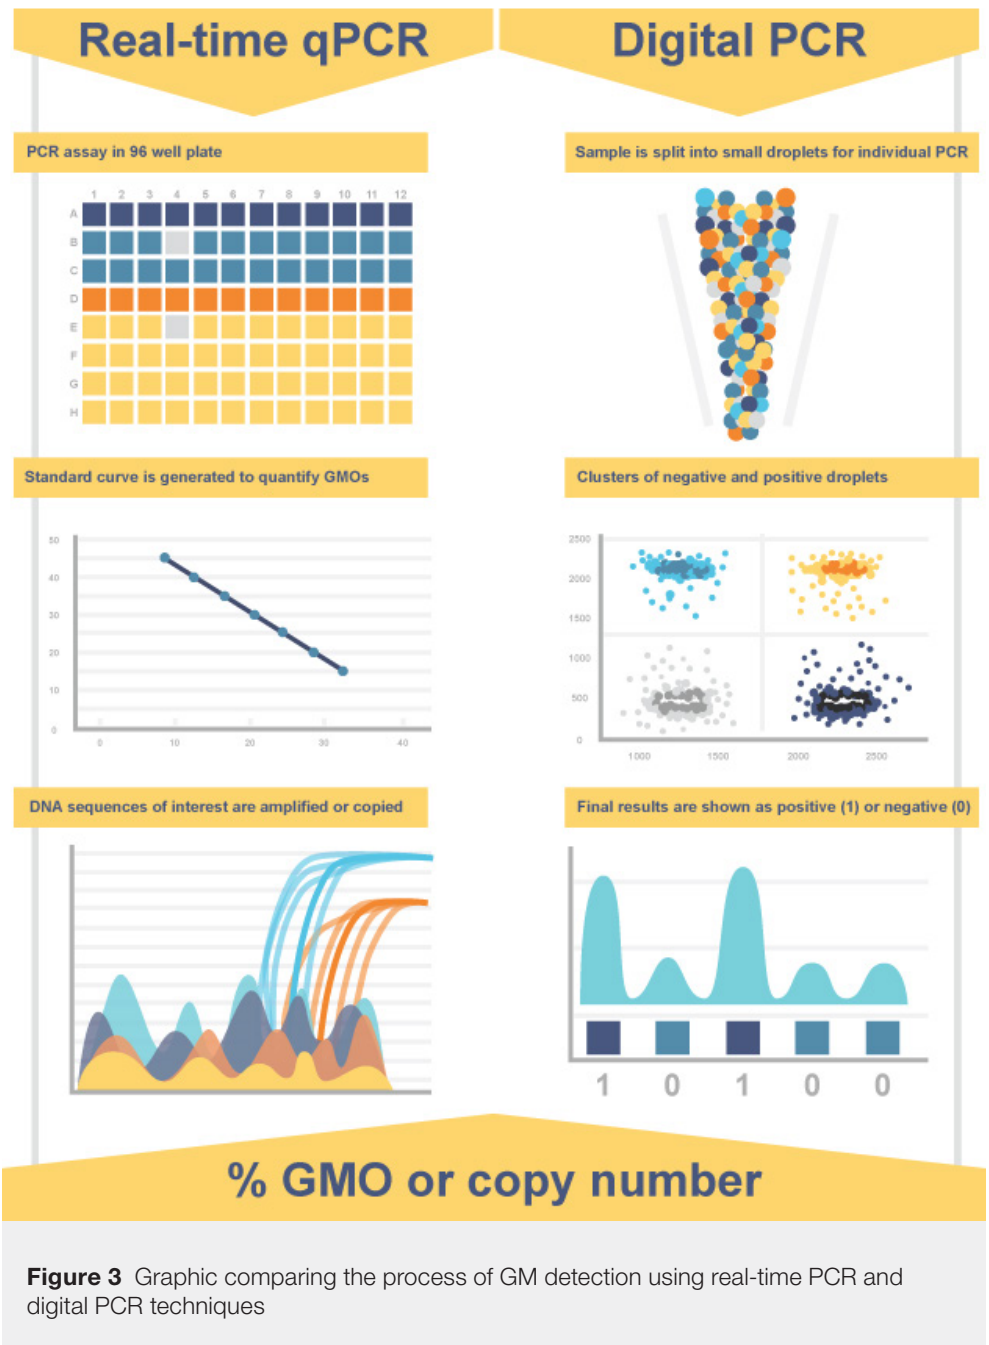 Real-time qPCR
Digital PCR
PCR assay in 96 well plate
1 2 3 4 5 6 7 8 9 10 11 12
A
B
C
D
E
F
G
H
Sample is split into small droplets for individual PCR
Standard curve is generated to quantify GMOs
50
40
30
20
10
0
0 10 20 30 40
Clusters of negative and positive droplets
2500
2000
1500
1000
500
0
1000 1500 2000 2500
DNA sequences of interest are amplified or copied
Final results are shown as positive (1) or negative (0)
1 0 1 0 0
% GMO or copy number
Figure 3 Graphic comparing the process of GM detection using real-time PCR and
digital PCR techniques